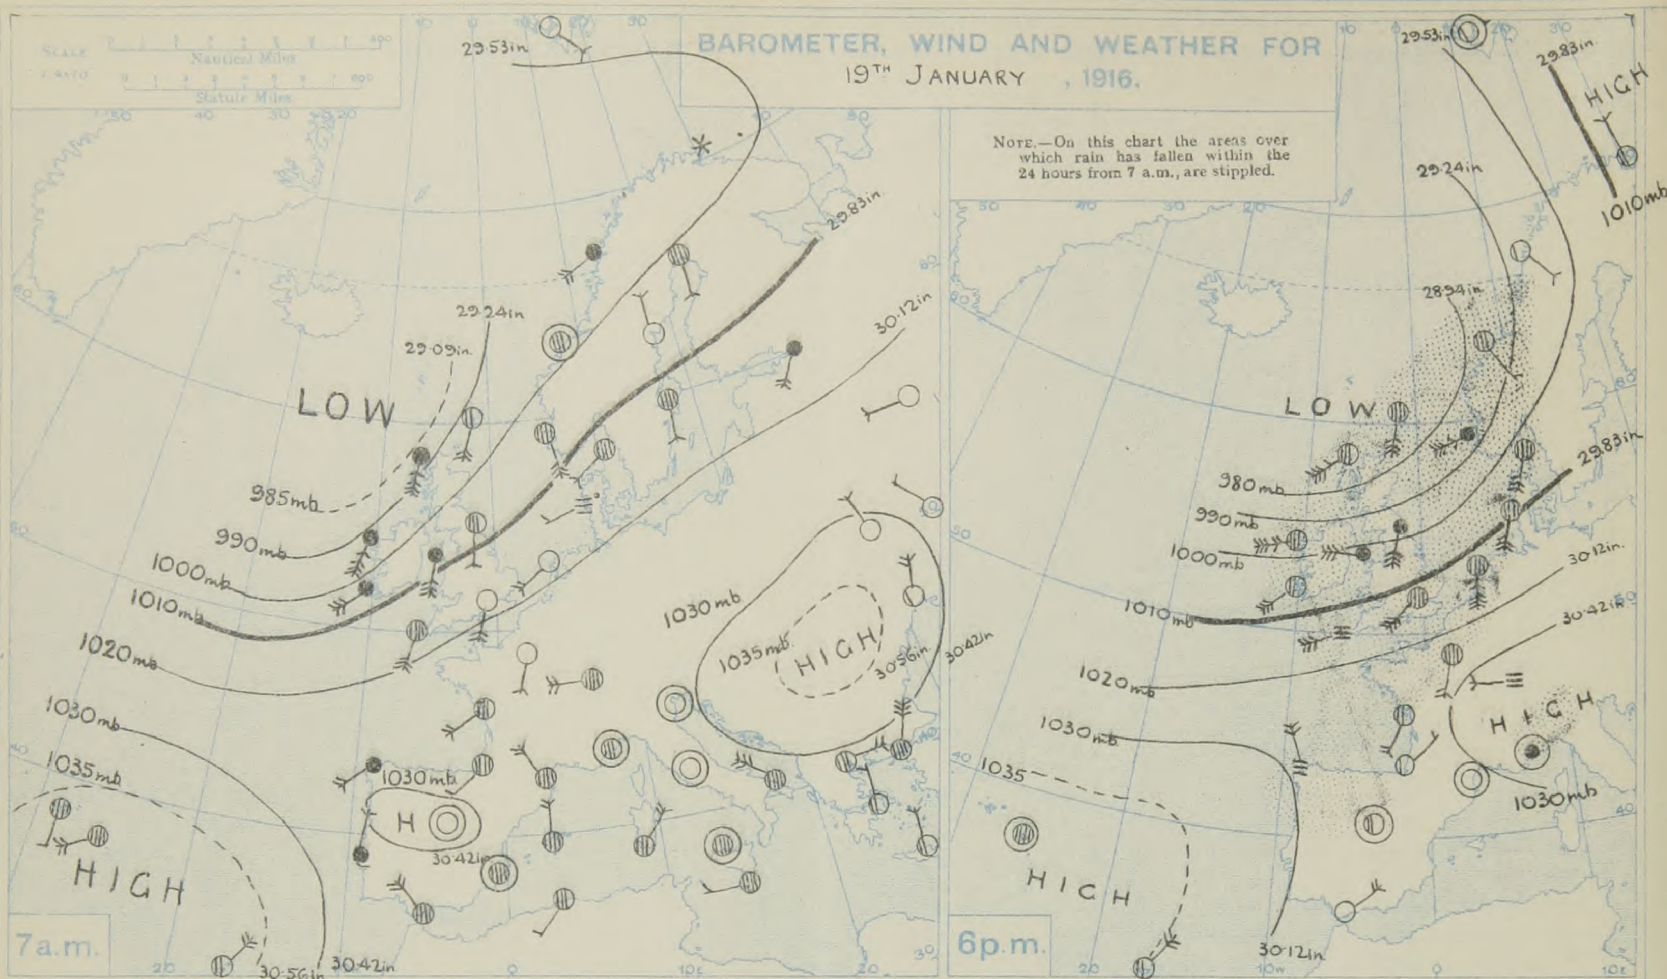 SCALE
Nautical Miles
Statute Miles
BAROMETER, WIND AND WEATHER FOR
19TH JANUARY, 1916.
NOTE.—On this chart the areas over
which rain has fallen within the
24 hours from 7 a.m., are stippled.
29·53in
29·83in.
29·24in
29·09in.
30·12in
LOW
985mb
990mb
1000mb
1010mb
1020mb
1030mb
1035mb
HIGH
1030mb
1035mb
HIGH
30·56in
30·42in
1030mb
H
30·42in
30·56in
30·42in
7a.m.
29·53in
29·83in.
HIGH
1010mb
29·24in
28·94in
LOW
29·83in
980mb
990mb
1000mb
1010mb
30·12in.
30·42in
1020mb
1030mb
1035
HIGH
HIGH
1030mb
30·12in.
6p.m.